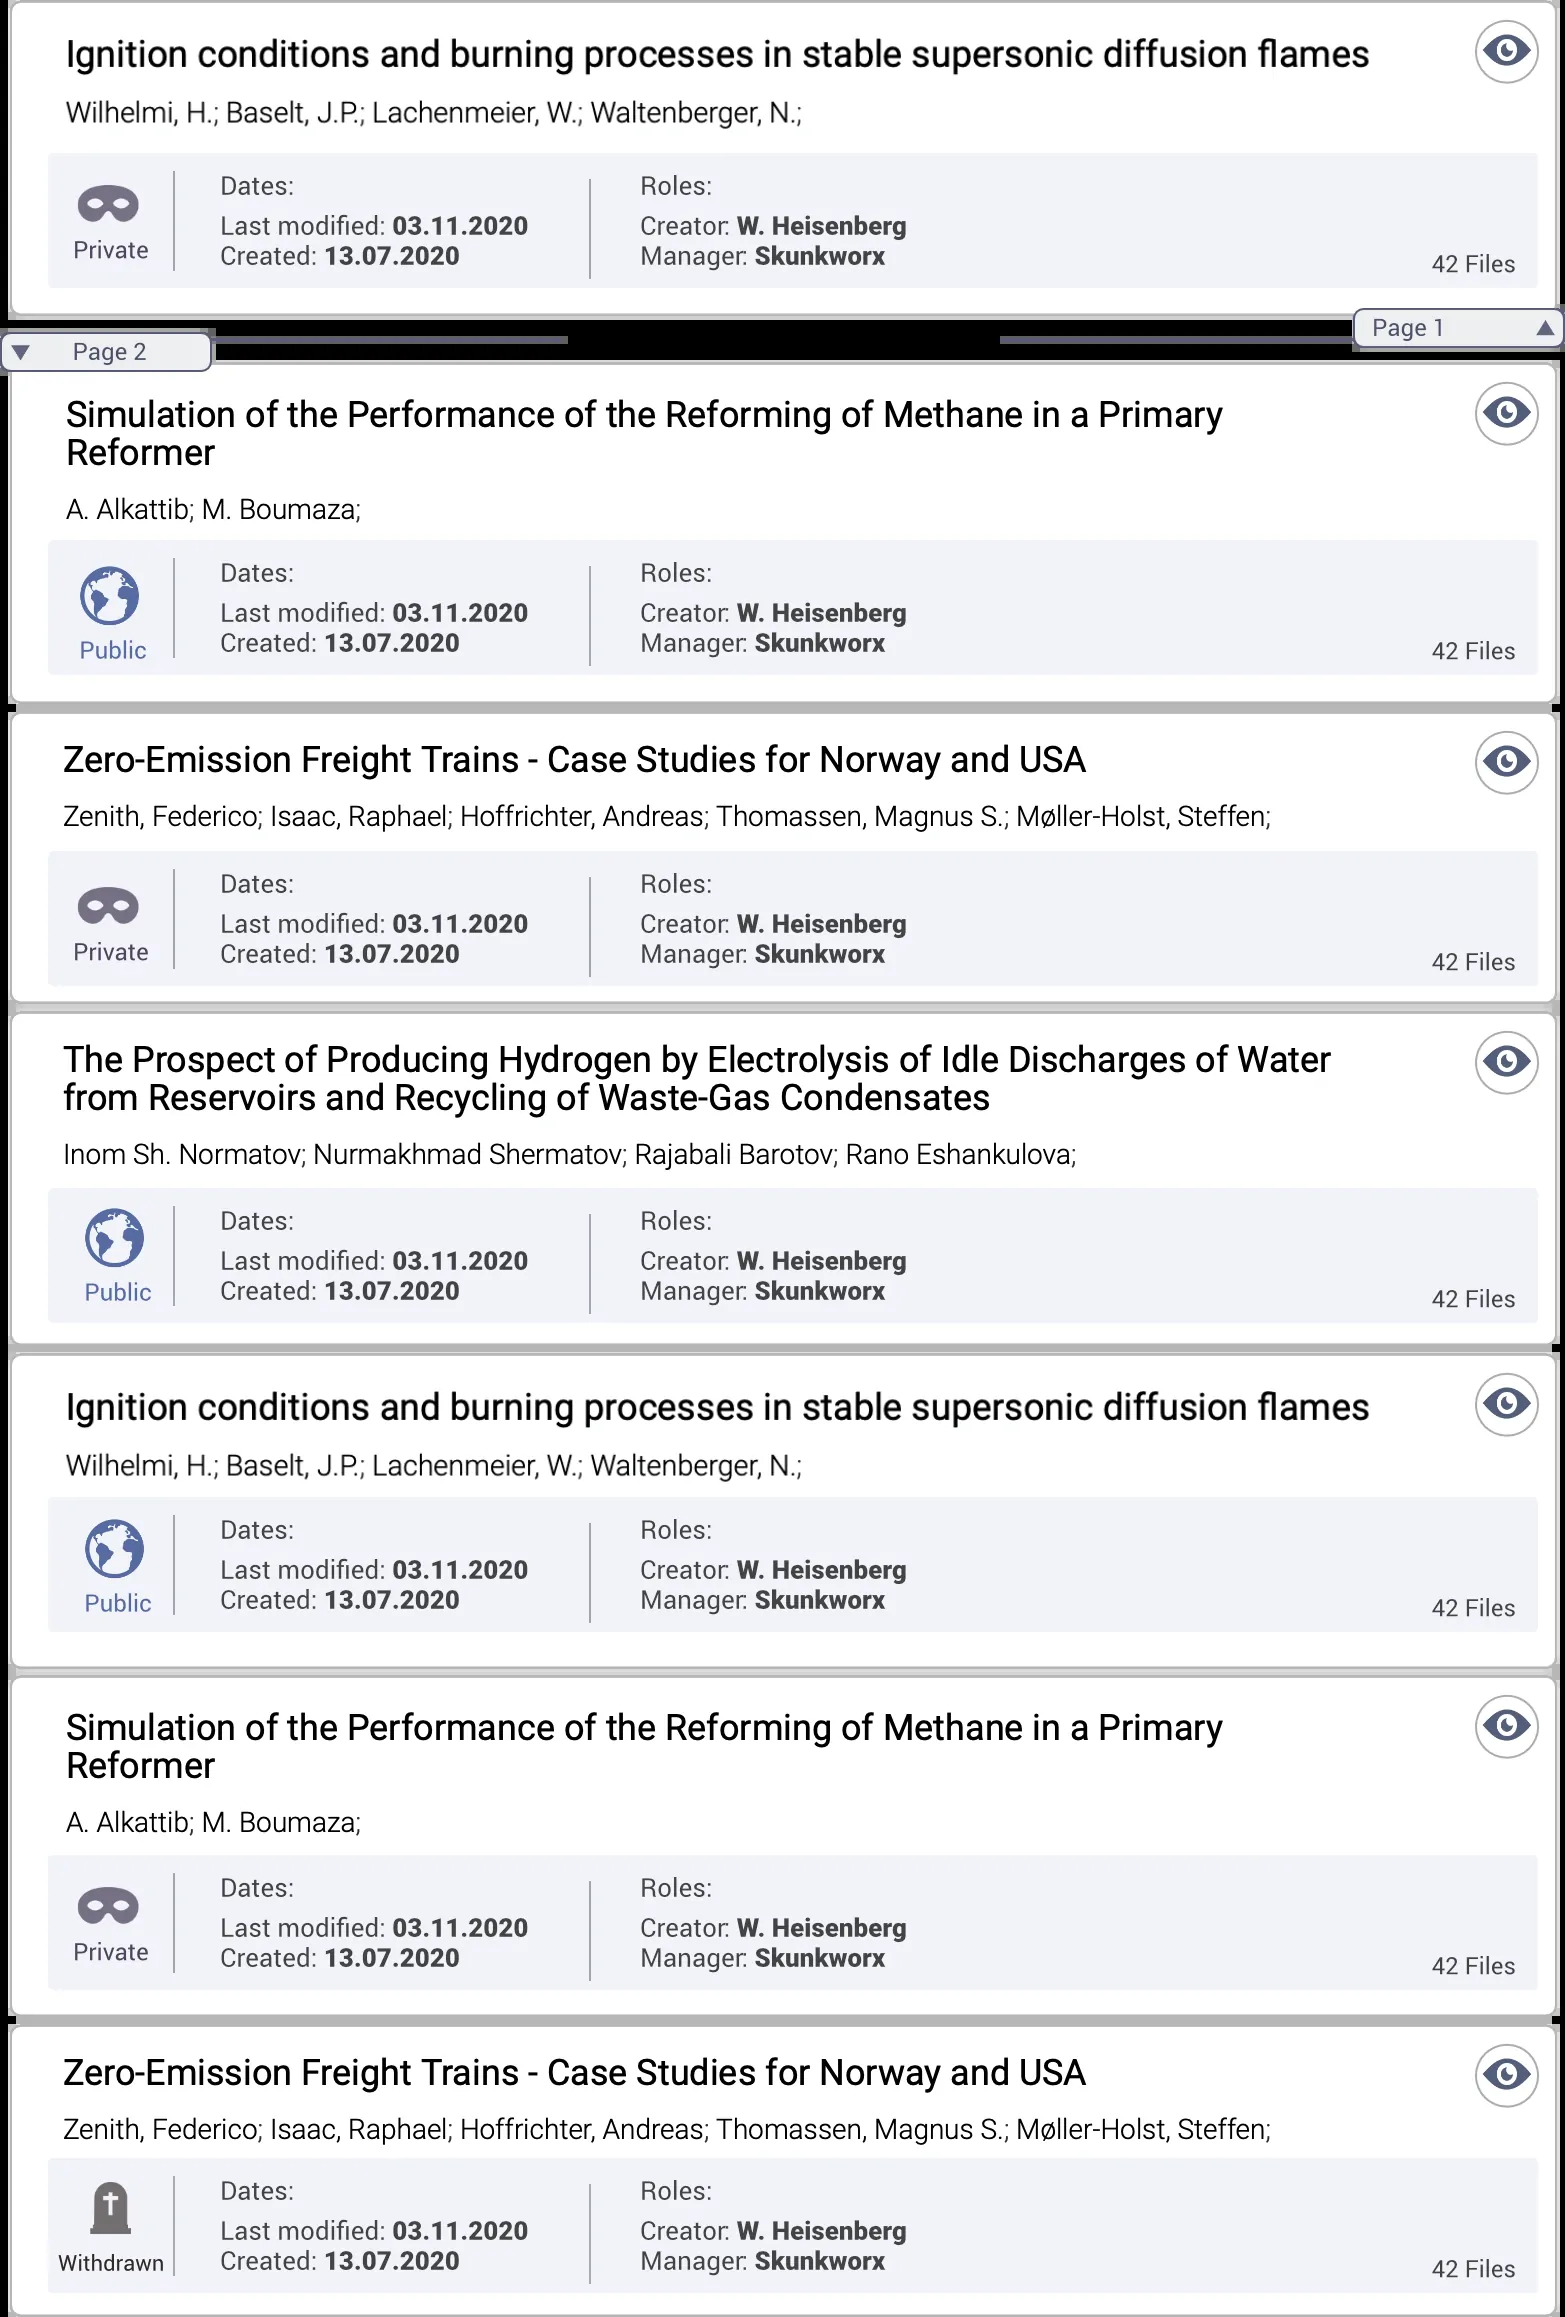 Ignition conditions and burning processes in stable supersonic diffusion flames
Wilhelmi, H.; Baselt, J.P.; Lachenmeier, W.; Waltenberger, N.;
Dates:
Roles:
Last modified: 03.11.2020
Creator: W. Heisenberg
Private
Created: 13.07.2020
Manager: Skunkworx
42 Files
Page 1
Page 2
Simulation of the Performance of the Reforming of Methane in a Primary
Reformer
A. Alkattib; M. Boumaza;
Dates:
Roles:
Last modified: 03.11.2020
Creator: W. Heisenberg
Public
Created: 13.07.2020
Manager: Skunkworx
42 Files
Zero-Emission Freight Trains - Case Studies for Norway and USA
Zenith, Federico; Isaac, Raphael; Hoffrichter, Andreas; Thomassen, Magnus S.; Møller-Holst, Steffen;
Dates:
Roles:
Last modified: 03.11.2020
Creator: W. Heisenberg
Private
Created: 13.07.2020
Manager: Skunkworx
42 Files
The Prospect of Producing Hydrogen by Electrolysis of Idle Discharges of Water
from Reservoirs and Recycling of Waste-Gas Condensates
Inom Sh. Normatov; Nurmakhmad Shermatov; Rajabali Barotov; Rano Eshankulova;
Dates:
Roles:
Last modified: 03.11.2020
Creator: W. Heisenberg
Public
Created: 13.07.2020
Manager: Skunkworx
42 Files
Ignition conditions and burning processes in stable supersonic diffusion flames
Wilhelmi, H.; Baselt, J.P.; Lachenmeier, W.; Waltenberger, N.;
Dates:
Roles:
Last modified: 03.11.2020
Creator: W. Heisenberg
Public
Created: 13.07.2020
Manager: Skunkworx
42 Files
Simulation of the Performance of the Reforming of Methane in a Primary
Reformer
A. Alkattib; M. Boumaza;
Dates:
Roles:
Last modified: 03.11.2020
Creator: W. Heisenberg
Private
Created: 13.07.2020
Manager: Skunkworx
42 Files
Zero-Emission Freight Trains - Case Studies for Norway and USA
Zenith, Federico; Isaac, Raphael; Hoffrichter, Andreas; Thomassen, Magnus S.; Møller-Holst, Steffen;
Dates:
Roles:
Last modified: 03.11.2020
Creator: W. Heisenberg
Withdrawn
Created: 13.07.2020
Manager: Skunkworx
42 Files